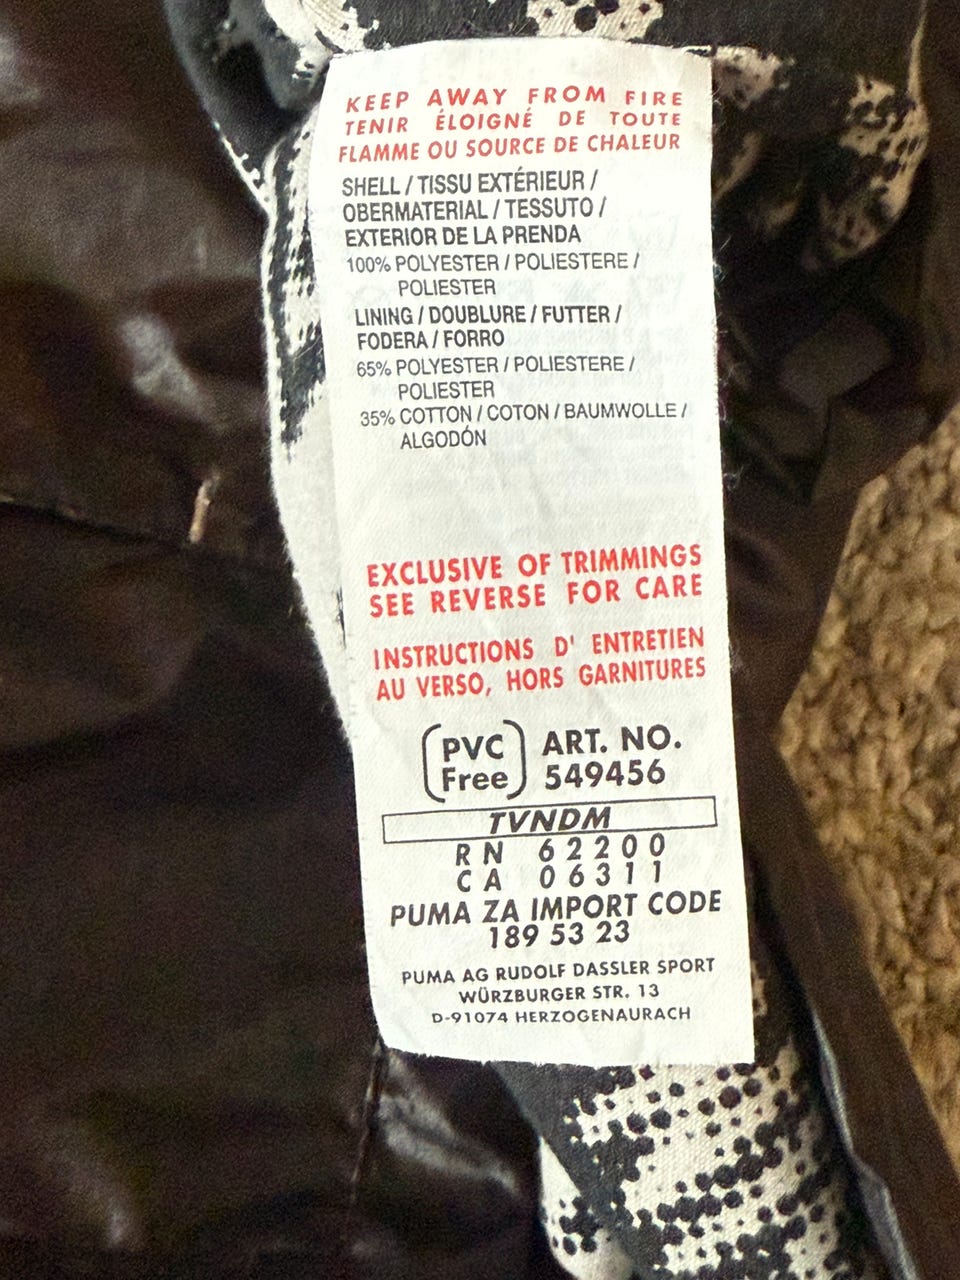 KEEP AWAY FROM FIRE
TENIR ÉLOIGNÉ DE TOUTE
FLAMME OU SOURCE DE CHALEUR
SHELL / TISSU EXTÉRIEUR /
OBERMATERIAL / TESSUTO /
EXTERIOR DE LA PRENDA
100% POLYESTER / POLIESTERE /
POLIESTER
LINING / DOUBLURE / FUTTER /
FODERA / FORRO
65% POLYESTER / POLIESTERE /
POLIESTER
35% COTTON / COTON / BAUMWOLLE /
ALGODÓN
EXCLUSIVE OF TRIMMINGS
SEE REVERSE FOR CARE
INSTRUCTIONS D' ENTRETIEN
AU VERSO, HORS GARNITURES
PVC Free ART. NO.
549456
TVNDM
RN 62200
CA 06311
PUMA ZA IMPORT CODE
189 53 23
PUMA AG RUDOLF DASSLER SPORT
WÜRZBURGER STR. 13
D-91074 HERZOGENAURACH